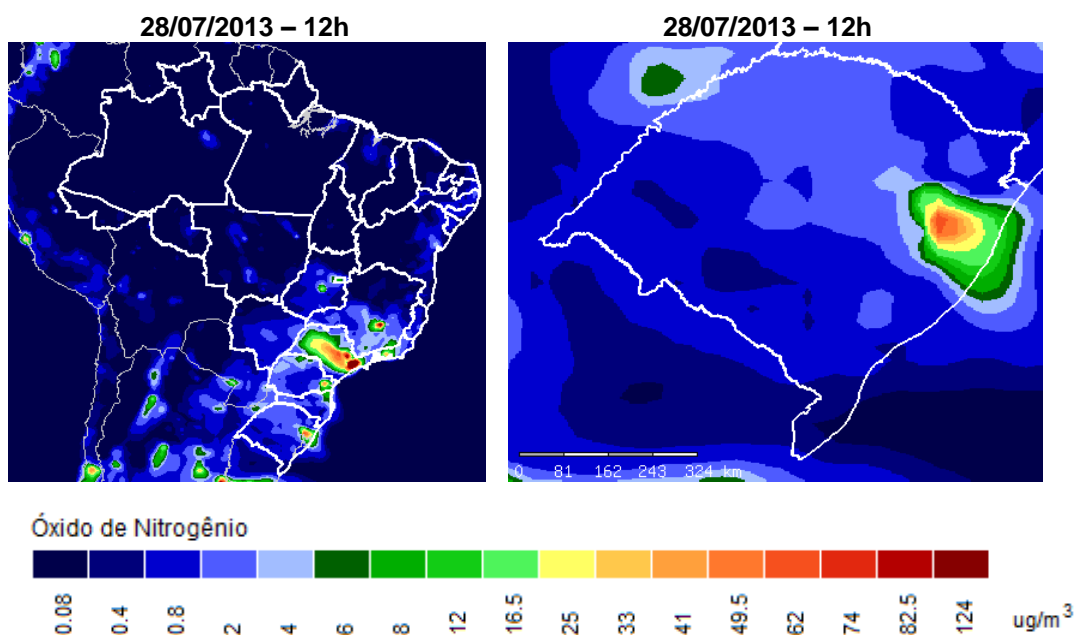 28/07/2013 – 12h
28/07/2013 – 12h
0 81 162 243 324 km
Óxido de Nitrogênio
0.08 0.4 0.8 2 4 6 8 12 16.5 25 33 41 49.5 62 74 82.5 124 ug/m³